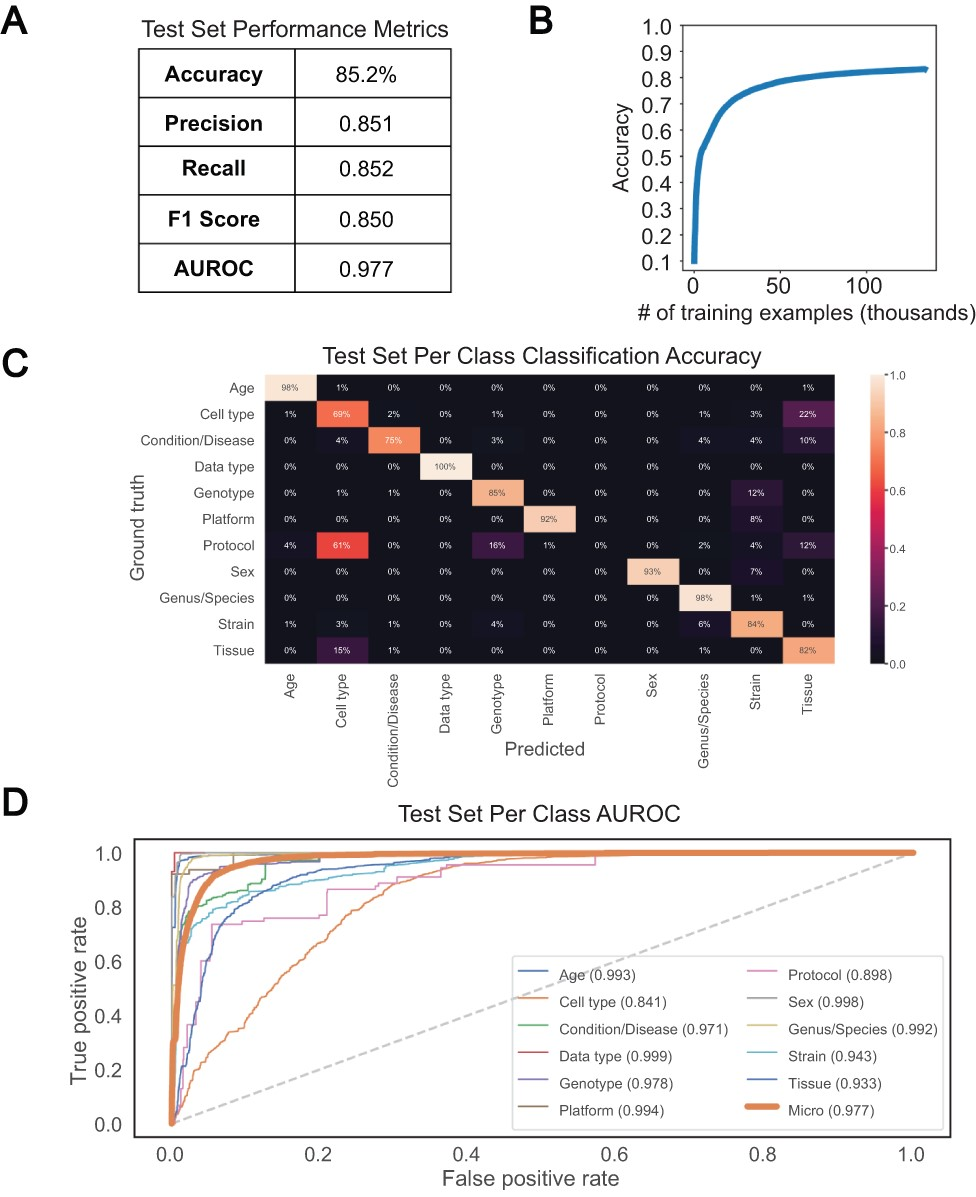 A
Test Set Performance Metrics
Accuracy 85.2%
Precision 0.851
Recall 0.852
F1 Score 0.850
AUROC 0.977
B
1.0
0.9
0.8
0.7
0.6
0.5
0.4
0.3
0.2
0.1
Accuracy
0 50 100
# of training examples (thousands)
C
Test Set Per Class Classification Accuracy
Ground truth
Age 98% 1% 0% 0% 0% 0% 0% 0% 0% 0% 1%
Cell type 1% 69% 2% 0% 1% 0% 0% 0% 1% 3% 22%
Condition/Disease 0% 4% 75% 0% 3% 0% 0% 0% 4% 4% 10%
Data type 0% 0% 0% 100% 0% 0% 0% 0% 0% 0% 0%
Genotype 0% 1% 1% 0% 85% 0% 0% 0% 0% 12% 0%
Platform 0% 0% 0% 0% 0% 92% 0% 0% 0% 8% 0%
Protocol 4% 61% 0% 0% 16% 1% 0% 0% 2% 4% 12%
Sex 0% 0% 0% 0% 0% 0% 0% 93% 0% 7% 0%
Genus/Species 0% 0% 0% 0% 0% 0% 0% 0% 98% 1% 1%
Strain 1% 3% 1% 0% 4% 0% 0% 0% 6% 84% 0%
Tissue 0% 15% 1% 0% 0% 0% 0% 0% 1% 0% 82%
Age Cell type Condition/Disease Data type Genotype Platform Protocol Sex Genus/Species Strain Tissue
Predicted
1.0
0.8
0.6
0.4
0.2
0.0
D
Test Set Per Class AUROC
True positive rate
1.0
0.8
0.6
0.4
0.2
0.0
Age (0.993)
Cell type (0.841)
Condition/Disease (0.971)
Data type (0.999)
Genotype (0.978)
Platform (0.994)
Protocol (0.898)
Sex (0.998)
Genus/Species (0.992)
Strain (0.943)
Tissue (0.933)
Micro (0.977)
0.0 0.2 0.4 0.6 0.8 1.0
False positive rate